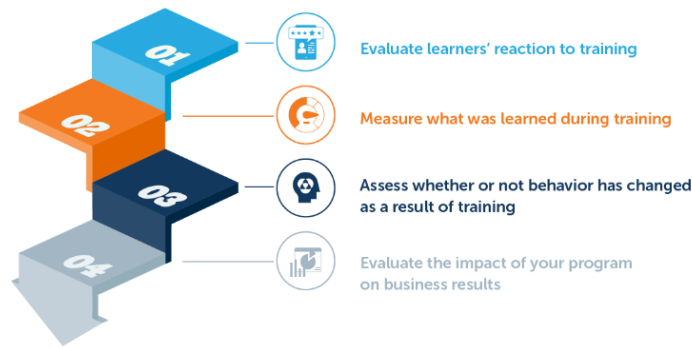 01
Evaluate learners’ reaction to training
02
Measure what was learned during training
03
Assess whether or not behavior has changed
as a result of training
04
Evaluate the impact of your program
on business results